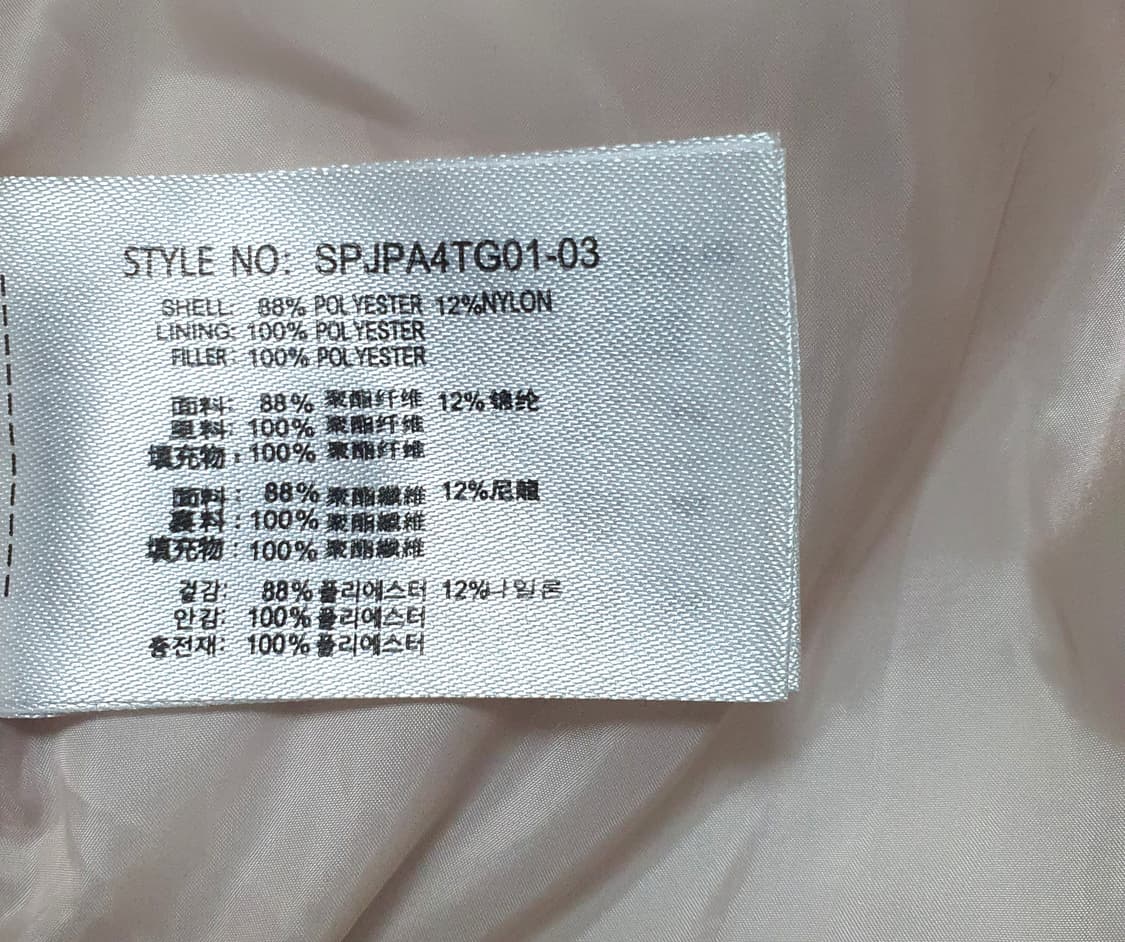 STYLE NO: SPJPA4TG01-03
SHELL: 88% POLYESTER 12%NYLON
LINING: 100% POLYESTER
FILLER: 100% POLYESTER
面料: 88% 聚酯纤维 12%锦纶
里料: 100% 聚酯纤维
填充物: 100% 聚酯纤维
面料: 88% 聚酯纖維 12%尼龍
裏料: 100% 聚酯纖維
填充物: 100% 聚酯纖維
겉감: 88% 폴리에스터 12%나일론
안감: 100% 폴리에스터
충전재: 100% 폴리에스터